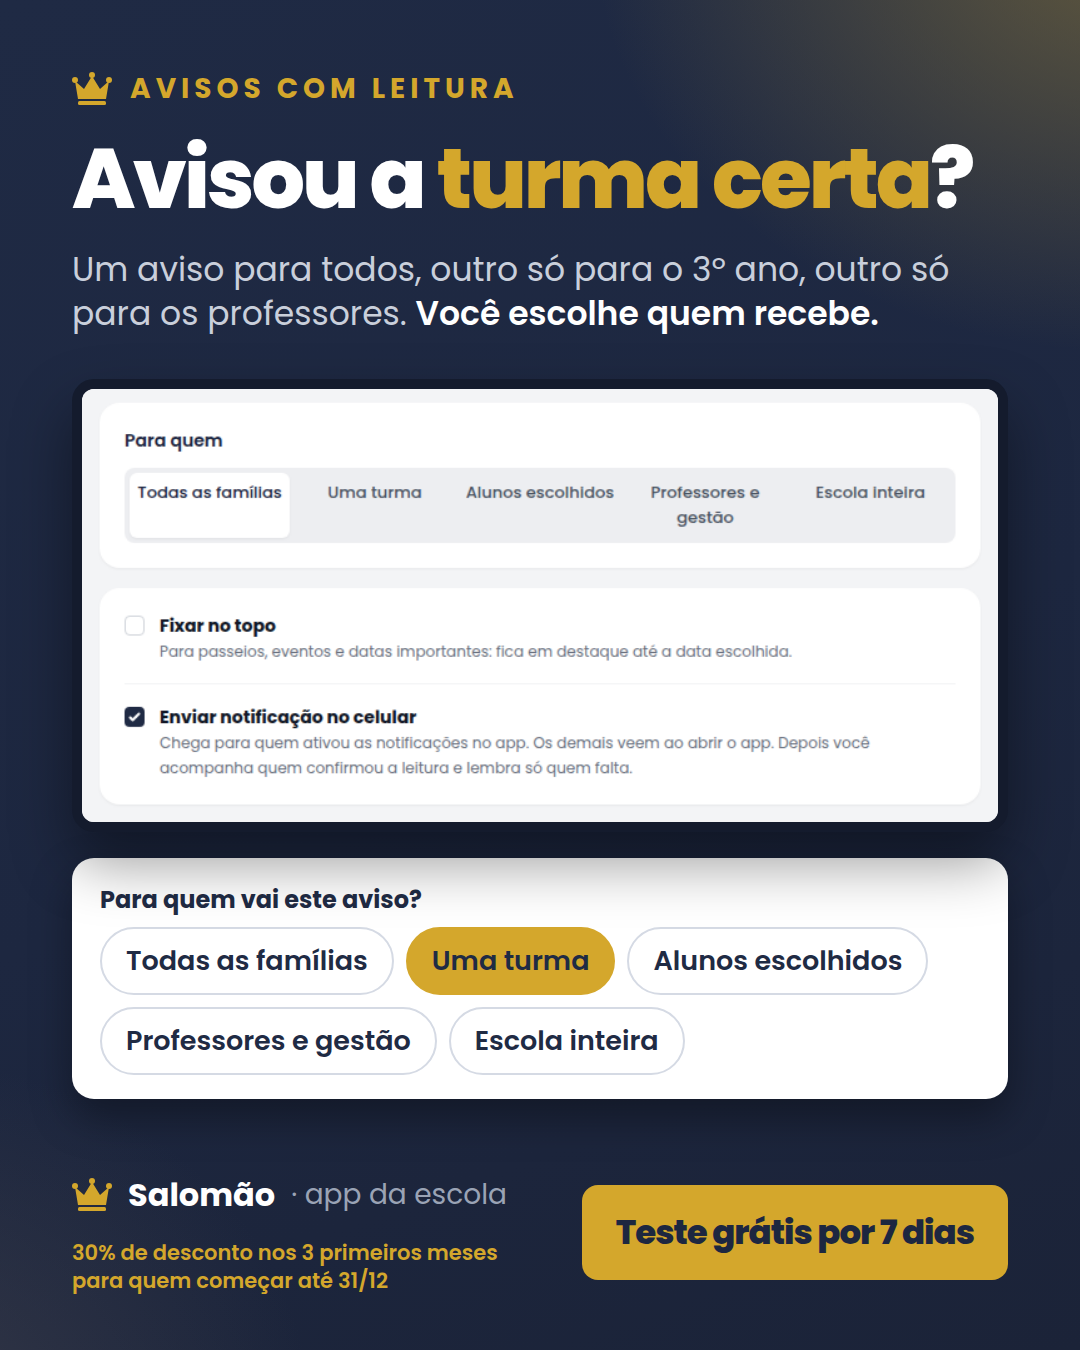 AVISOS COM LEITURA
Avisou a turma certa?
Um aviso para todos, outro só para o 3º ano, outro só
para os professores. Você escolhe quem recebe.
Para quem
Todas as famílias Uma turma Alunos escolhidos Professores e gestão Escola inteira
Fixar no topo
Para passeios, eventos e datas importantes: fica em destaque até a data escolhida.
Enviar notificação no celular
Chega para quem ativou as notificações no app. Os demais veem ao abrir o app. Depois você
acompanha quem confirmou a leitura e lembra só quem falta.
Para quem vai este aviso?
Todas as famílias Uma turma Alunos escolhidos
Professores e gestão Escola inteira
Salomão · app da escola
30% de desconto nos 3 primeiros meses
para quem começar até 31/12
Teste grátis por 7 dias